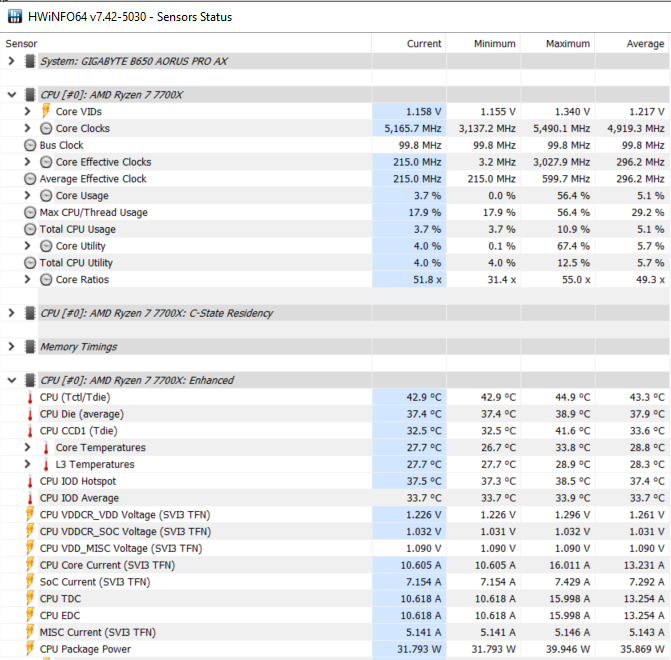 HWiNFO64 v7.42-5030 - Sensors Status
Sensor Current Minimum Maximum Average
System: GIGABYTE B650 AORUS PRO AX
CPU [#0]: AMD Ryzen 7 7700X
Core VIDs 1.158 V 1.155 V 1.340 V 1.217 V
Core Clocks 5,165.7 MHz 3,137.2 MHz 5,490.1 MHz 4,919.3 MHz
Bus Clock 99.8 MHz 99.8 MHz 99.8 MHz 99.8 MHz
Core Effective Clocks 215.0 MHz 3.2 MHz 3,027.9 MHz 296.2 MHz
Average Effective Clock 215.0 MHz 215.0 MHz 599.7 MHz 296.2 MHz
Core Usage 3.7 % 0.0 % 56.4 % 5.1 %
Max CPU/Thread Usage 17.9 % 17.9 % 56.4 % 29.2 %
Total CPU Usage 3.7 % 3.7 % 10.9 % 5.1 %
Core Utility 4.0 % 0.1 % 67.4 % 5.7 %
Total CPU Utility 4.0 % 4.0 % 12.5 % 5.7 %
Core Ratios 51.8 x 31.4 x 55.0 x 49.3 x
CPU [#0]: AMD Ryzen 7 7700X: C-State Residency
Memory Timings
CPU [#0]: AMD Ryzen 7 7700X: Enhanced
CPU (Tctl/Tdie) 42.9 °C 42.9 °C 44.9 °C 43.3 °C
CPU Die (average) 37.4 °C 37.4 °C 38.9 °C 37.9 °C
CPU CCD1 (Tdie) 32.5 °C 32.5 °C 41.6 °C 33.6 °C
Core Temperatures 27.7 °C 26.7 °C 33.8 °C 28.8 °C
L3 Temperatures 27.7 °C 27.7 °C 28.9 °C 28.3 °C
CPU IOD Hotspot 37.5 °C 37.3 °C 38.5 °C 37.4 °C
CPU IOD Average 33.7 °C 33.7 °C 33.9 °C 33.7 °C
CPU VDDCR_VDD Voltage (SVI3 TFN) 1.226 V 1.226 V 1.296 V 1.261 V
CPU VDDCR_SOC Voltage (SVI3 TFN) 1.032 V 1.031 V 1.032 V 1.031 V
CPU VDD_MISC Voltage (SVI3 TFN) 1.090 V 1.090 V 1.090 V 1.090 V
CPU Core Current (SVI3 TFN) 10.605 A 10.605 A 16.011 A 13.231 A
SoC Current (SVI3 TFN) 7.154 A 7.154 A 7.429 A 7.292 A
CPU TDC 10.618 A 10.618 A 15.998 A 13.254 A
CPU EDC 10.618 A 10.618 A 15.998 A 13.254 A
MISC Current (SVI3 TFN) 5.141 A 5.141 A 5.146 A 5.143 A
CPU Package Power 31.793 W 31.793 W 39.946 W 35.869 W